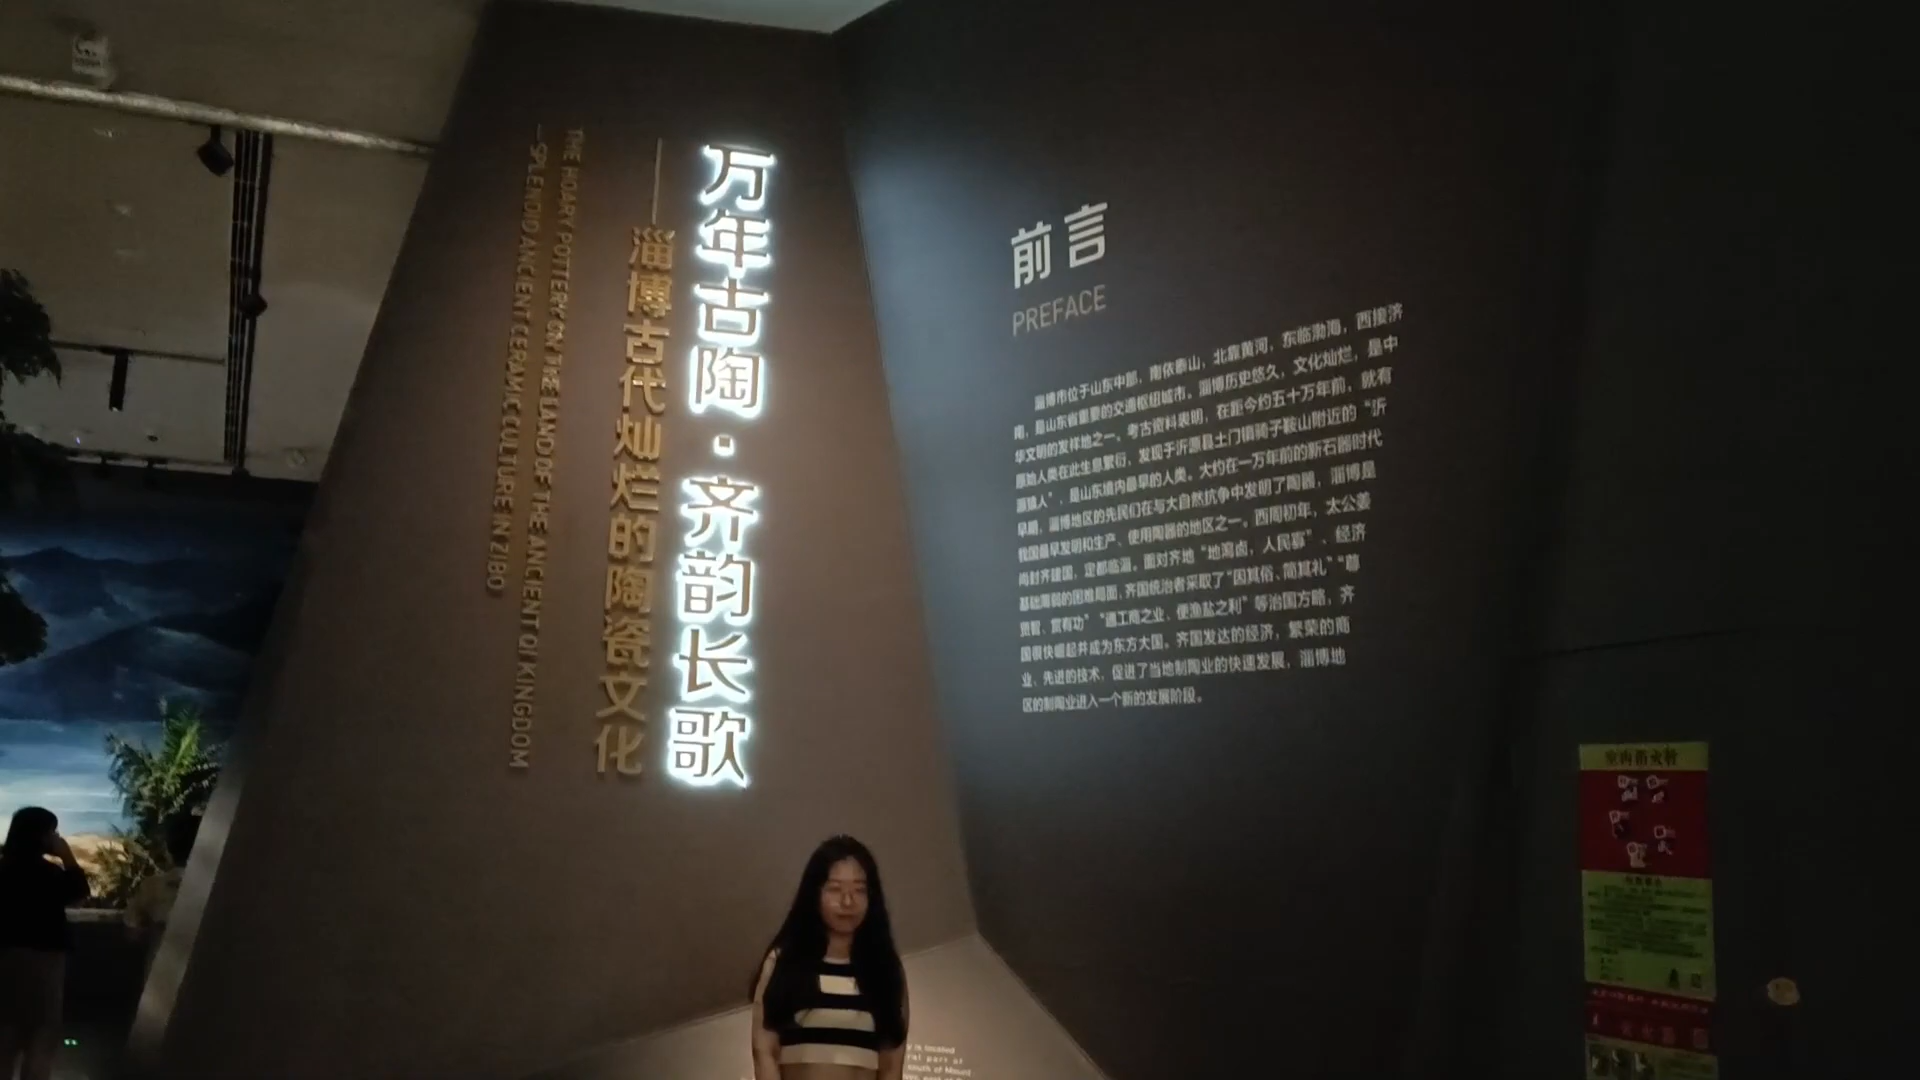 万年古陶·齐韵长歌
——淄博古代灿烂的陶瓷文化
THE HOARY POTTERY ON THE LAND OF THE ANCIENT QI KINGDOM
—SPLENDID ANCIENT CERAMIC CULTURE IN ZIBO
前言
PREFACE
淄博市位于山东中部，南依泰山，北靠黄河，东临渤海，西接济
南，是山东省重要的交通枢纽城市。淄博历史悠久，文化灿烂，是中
华文明的发祥地之一。考古资料表明，在距今约五十万年前，就有
原始人类在此生息繁衍，发现于沂源县土门镇骑子鞍山附近的“沂
源猿人”，是山东境内最早的人类。大约在一万年前的新石器时代
早期，淄博地区的先民们在与大自然抗争中发明了陶器，淄博是
我国最早发明和生产、使用陶器的地区之一。西周初年，太公姜
尚封齐建国，定都临淄。面对齐地“地潟卤，人民寡”、经济
基础薄弱的困难局面，齐国统治者采取了“因其俗、简其礼”“尊
贤智、赏有功”“通工商之业、便渔盐之利”等治国方略，齐
国很快崛起并成为东方大国。齐国发达的经济，繁荣的商
业、先进的技术，促进了当地制陶业的快速发展，淄博地
区的制陶业进入一个新的发展阶段。
室内消火栓
is located
part of
south of Mount